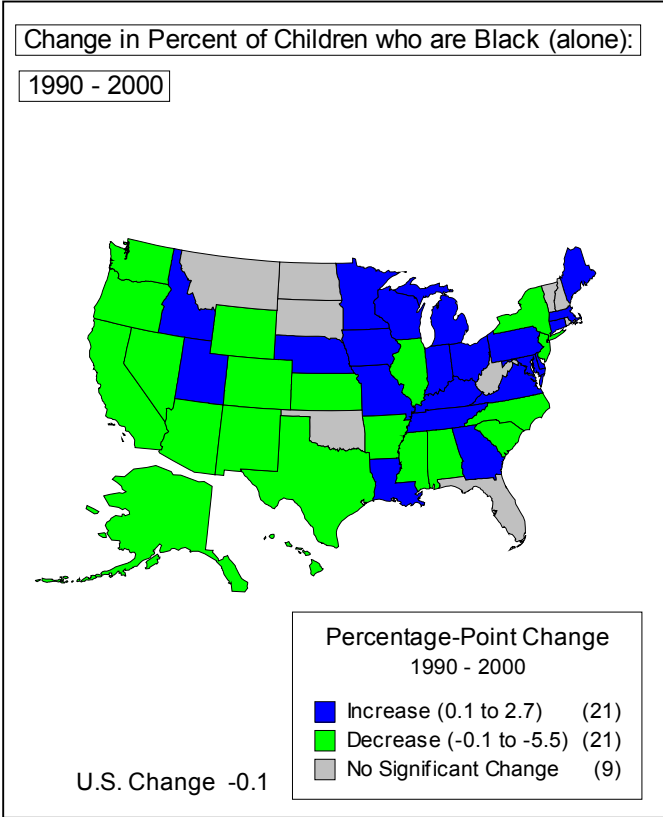 Change in Percent of Children who are Black (alone):
1990 - 2000
Percentage-Point Change
1990 - 2000
Increase (0.1 to 2.7) (21)
Decrease (-0.1 to -5.5) (21)
No Significant Change (9)
U.S. Change -0.1